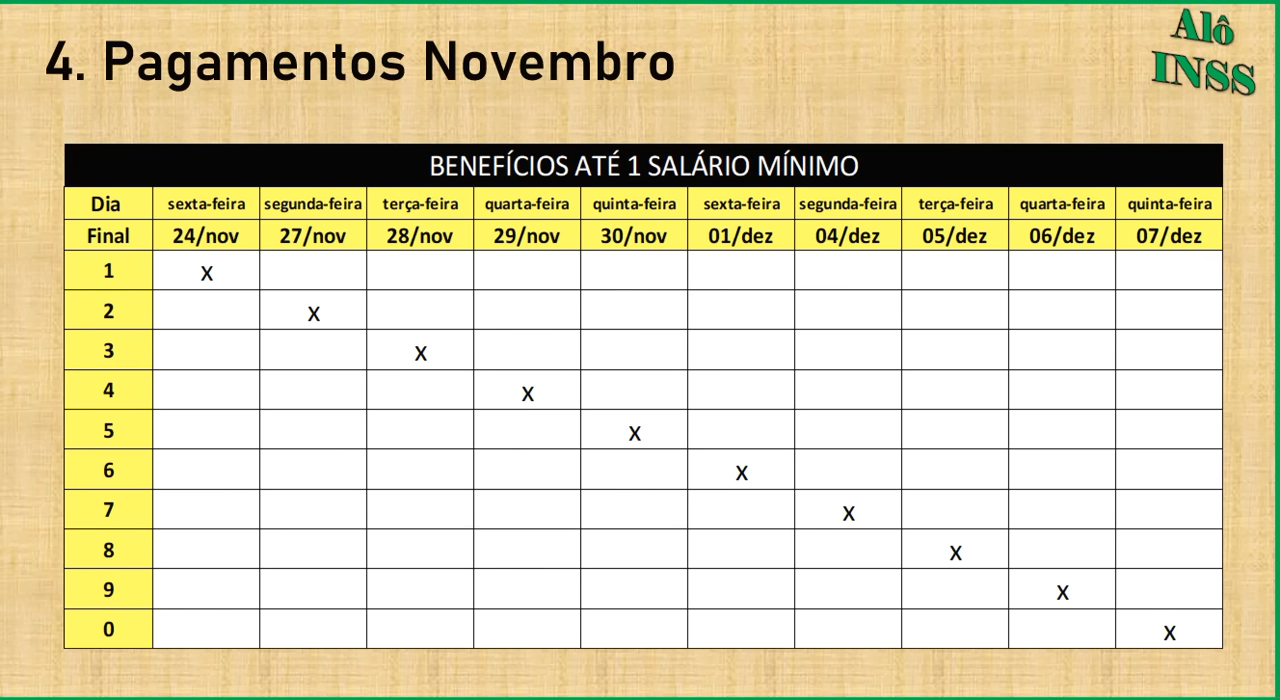 Alô
INSS
4. Pagamentos Novembro
BENEFÍCIOS ATÉ 1 SALÁRIO MÍNIMO
Dia sexta-feira segunda-feira terça-feira quarta-feira quinta-feira sexta-feira segunda-feira terça-feira quarta-feira quinta-feira
Final 24/nov 27/nov 28/nov 29/nov 30/nov 01/dez 04/dez 05/dez 06/dez 07/dez
1 x
2 x
3 x
4 x
5 x
6 x
7 x
8 x
9 x
0 x